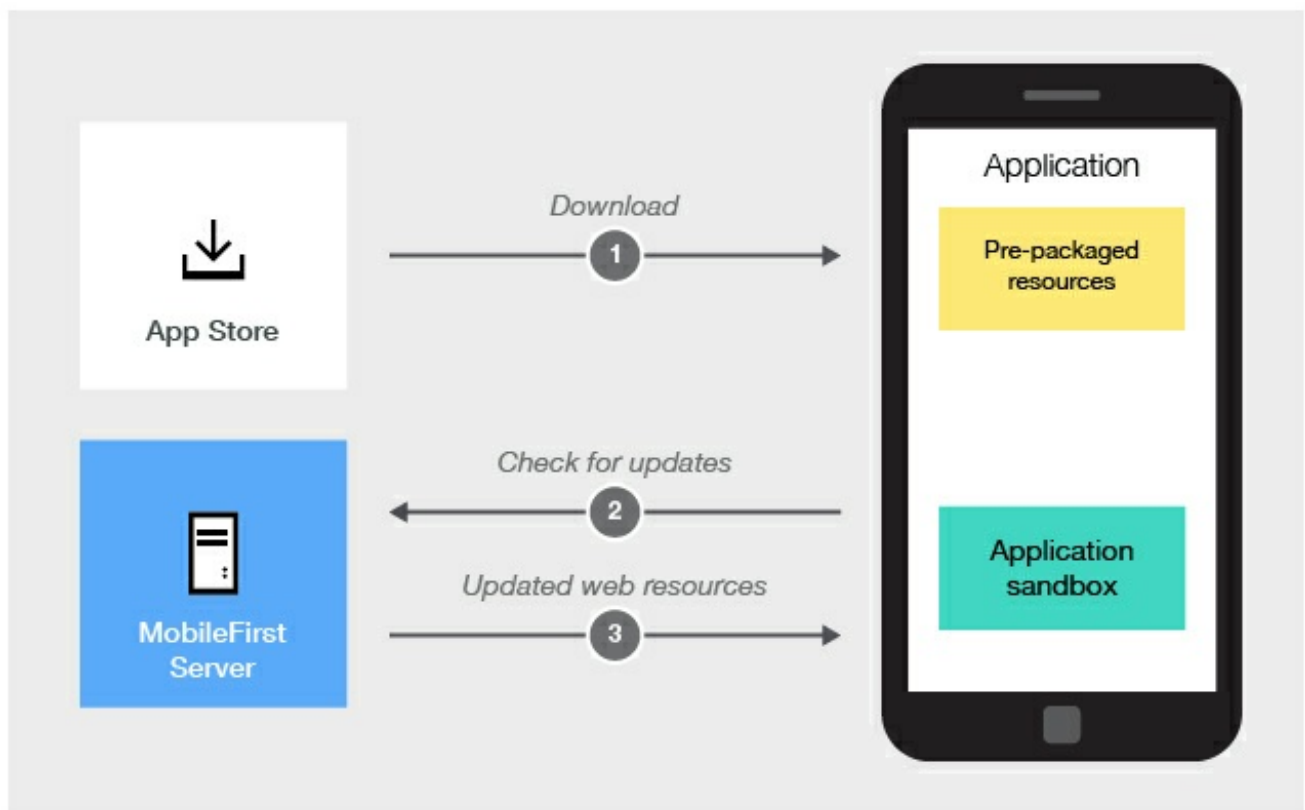 Download
1
App Store
Check for updates
2
Updated web resources
3
MobileFirst
Server
Application
Pre-packaged
resources
Application
sandbox